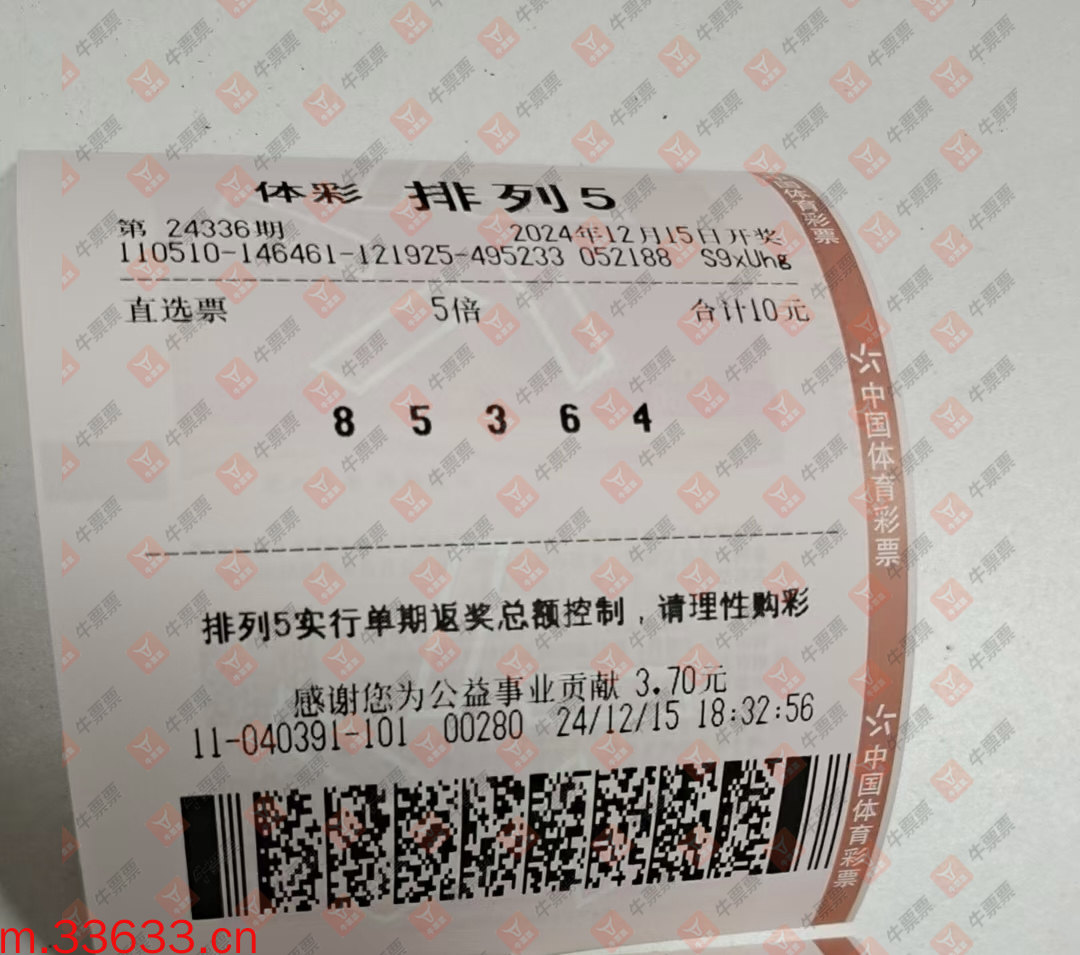 体彩 排列5
第 24336期 2024年12月15日开奖
110510-146461-121925-495233 052188 S9xUhg
直选票 5倍 合计10元
8 5 3 6 4
排列5实行单期返奖总额控制，请理性购彩
感谢您为公益事业贡献 3.70元
11-040391-101 00280 24/12/15 18:32:56
中国体育彩票
中国体育彩票
中国体育彩票
牛票票
m.33633.cn